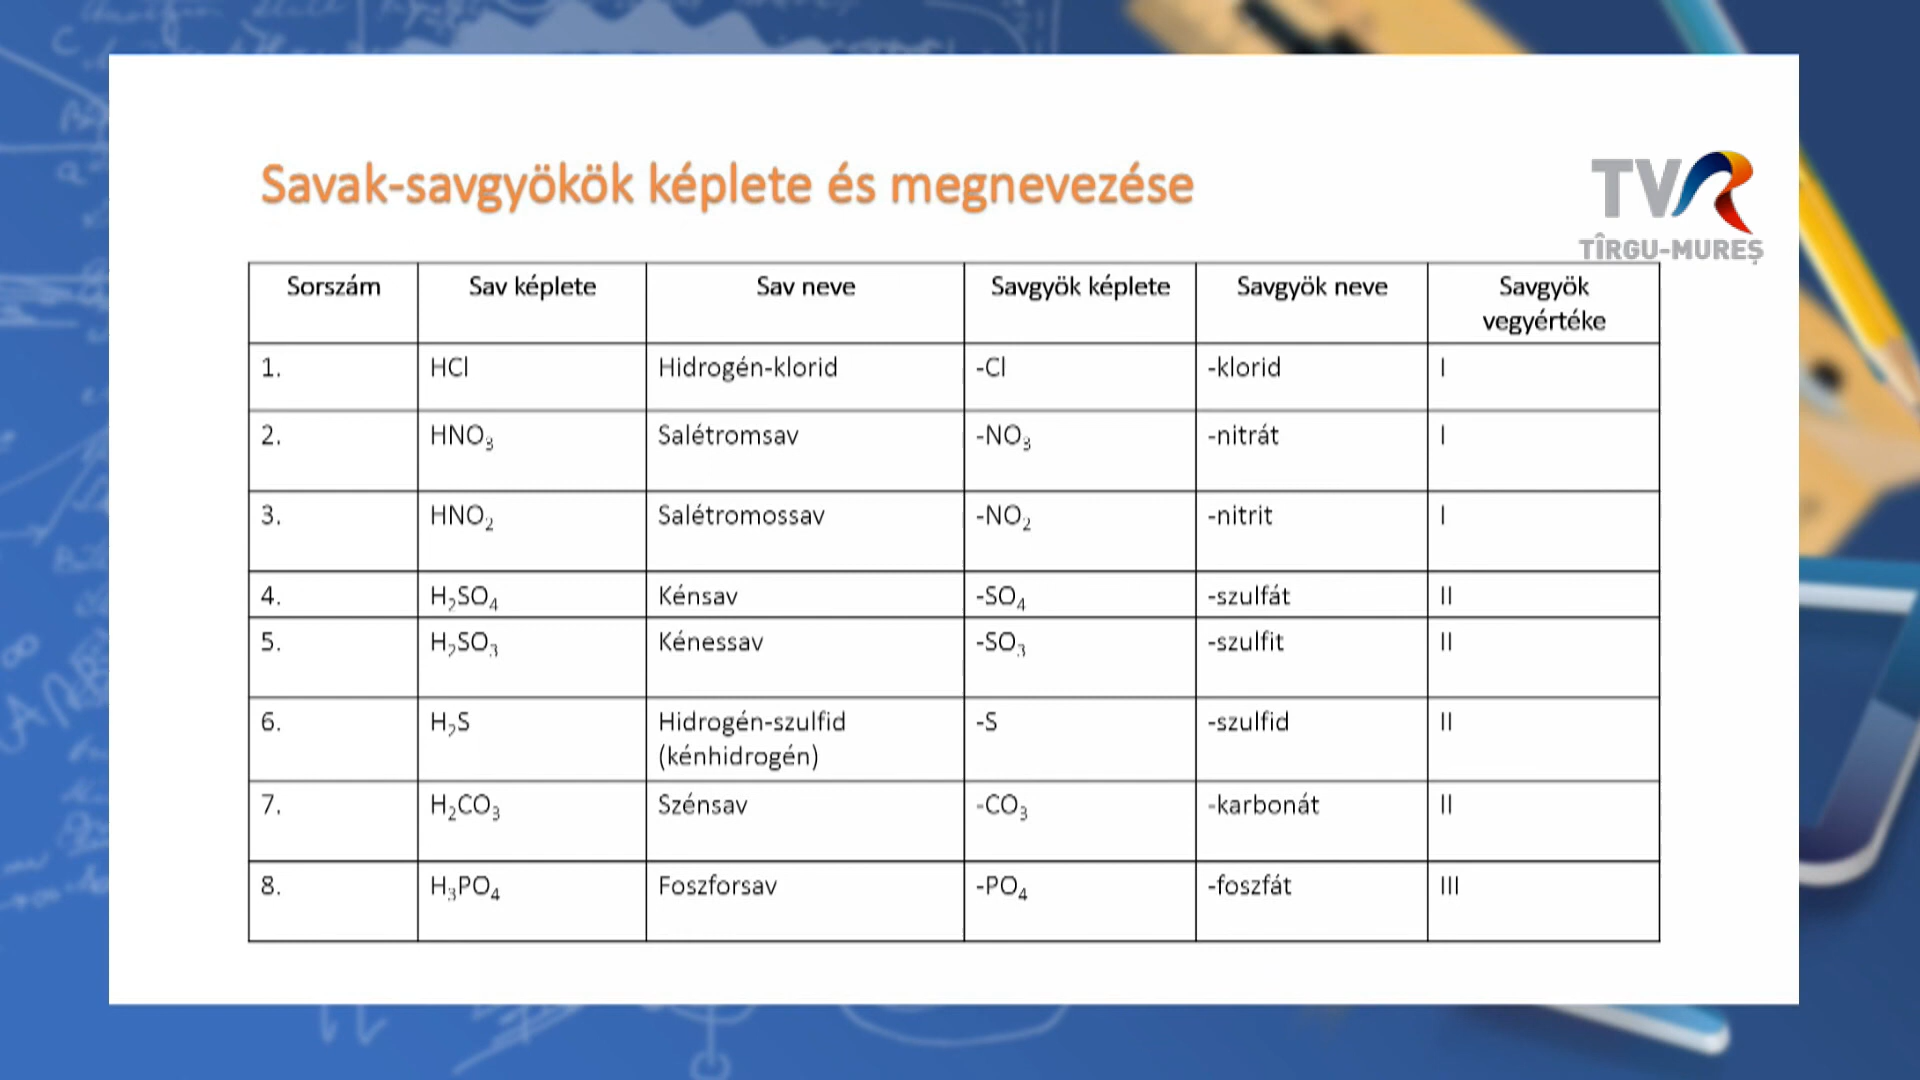 Savak-savgyökök képlete és megnevezése
TVR
TÎRGU-MUREȘ
Sorszám Sav képlete Sav neve Savgyök képlete Savgyök neve Savgyök vegyértéke
1. HCl Hidrogén-klorid -Cl -klorid I
2. HNO₃ Salétromsav -NO₃ -nitrát I
3. HNO₂ Salétromossav -NO₂ -nitrit I
4. H₂SO₄ Kénsav -SO₄ -szulfát II
5. H₂SO₃ Kénessav -SO₃ -szulfit II
6. H₂S Hidrogén-szulfid (kénhidrogén) -S -szulfid II
7. H₂CO₃ Szénsav -CO₃ -karbonát II
8. H₃PO₄ Foszforsav -PO₄ -foszfát III